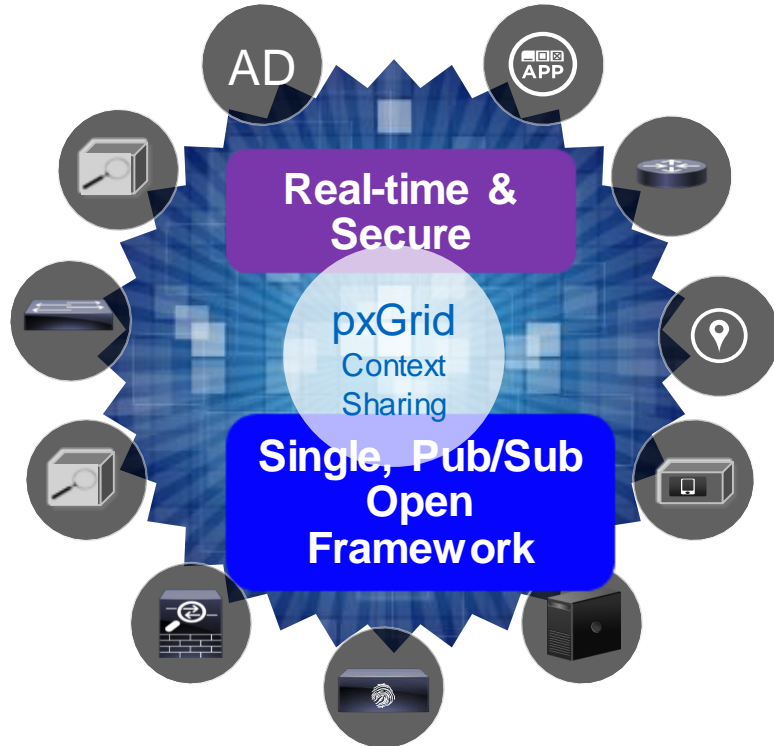 AD
APP
Real-time &
Secure
pxGrid
Context
Sharing
Single, Pub/Sub
Open
Framework